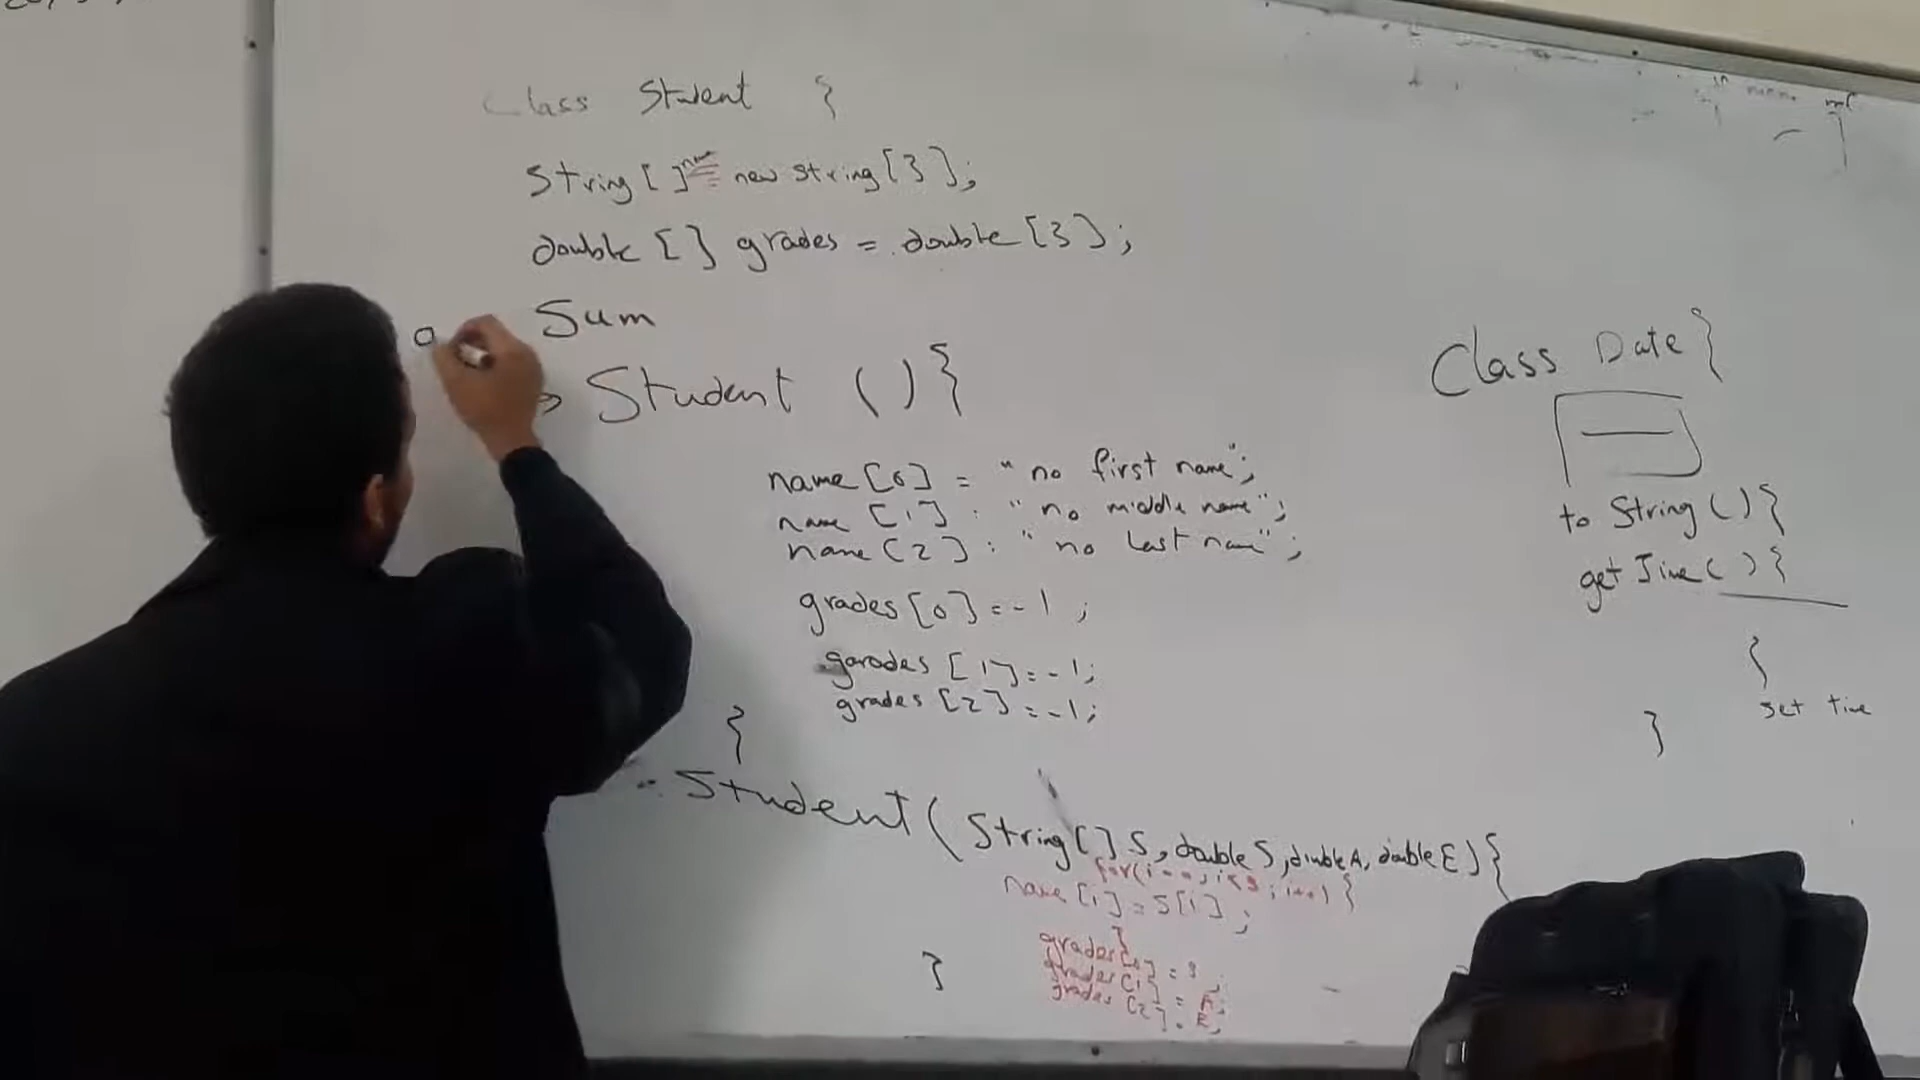 Class Student {
String [ ] name = new string [3];
double [ ] grades = double [3];
Sum
Student ( ) {
name [0] = "no first name";
name [1] : "no middle name";
name [2] : "no last name";
grades [0] = -1 ;
garades [1] = -1;
grades [2] = -1;
}
Student ( String [ ] S, double S, double A, double E) {
for(i=0; i<3; i++) {
name [i] = S[i] ;
}
grades [0] = S ;
grades [1] = A;
grades [2] = E;
}
Class Date {
to String ( ) {
get Time ( ) {
{
set time
}